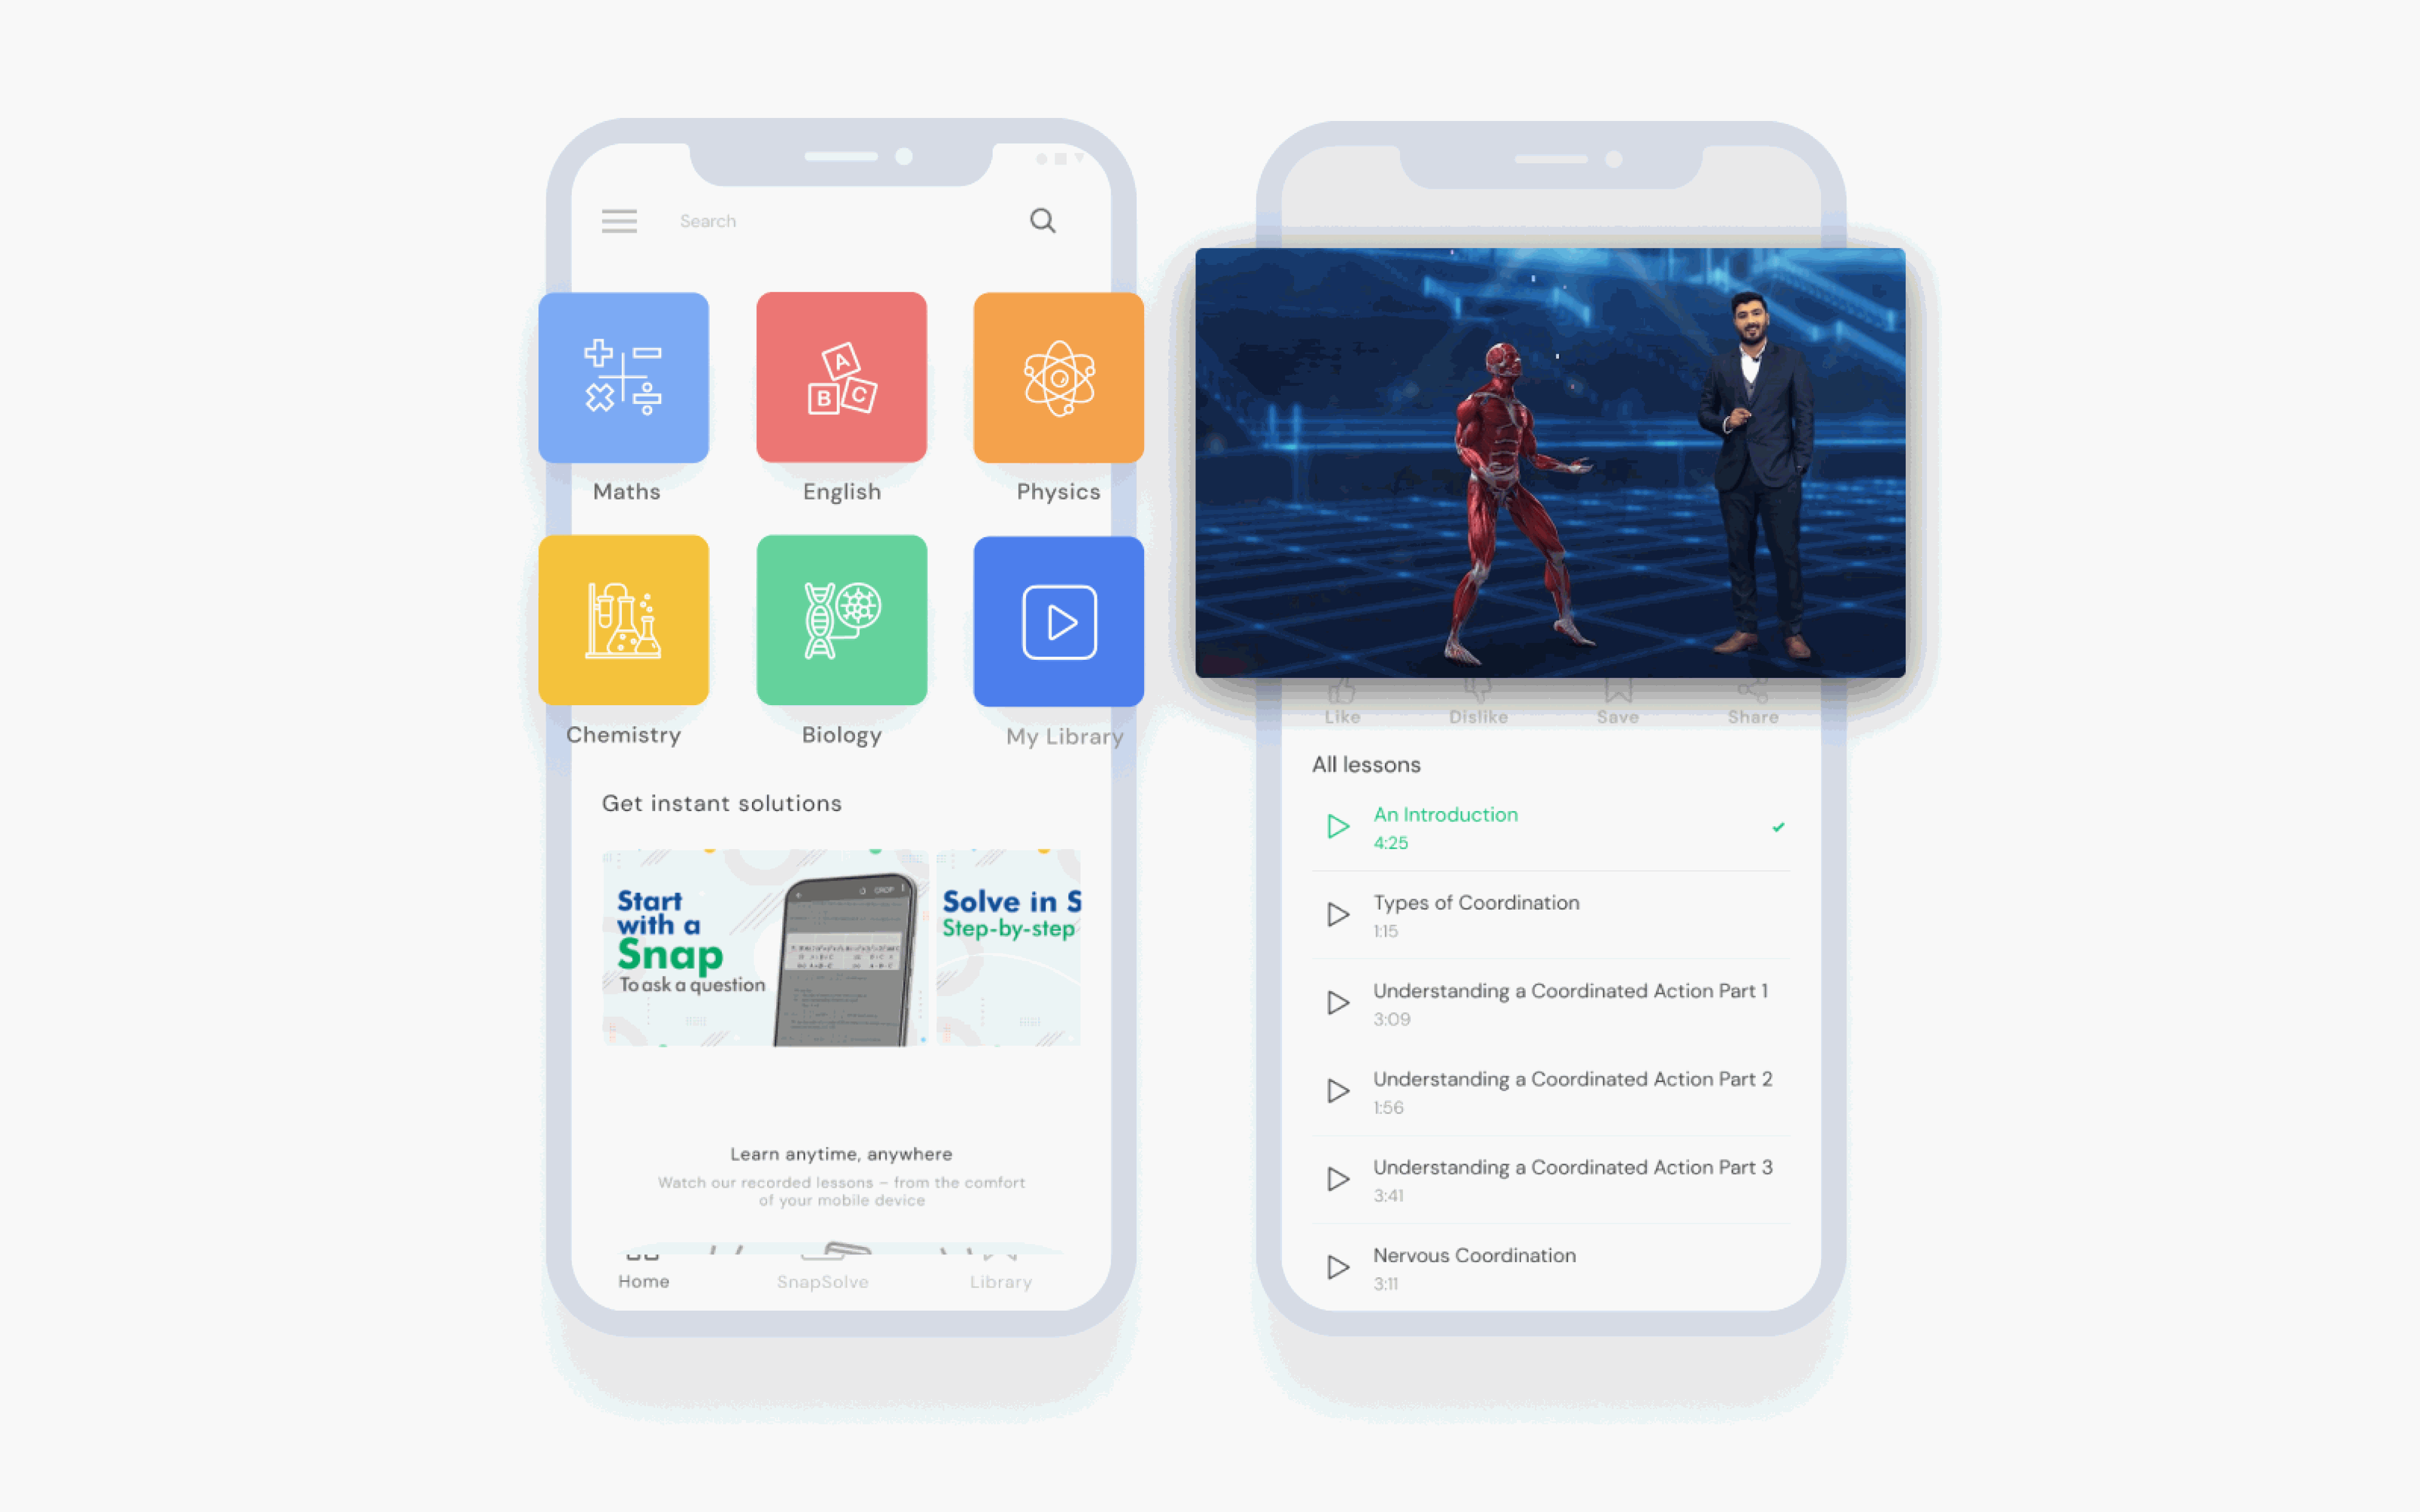 Search
Maths
English
Physics
Chemistry
Biology
My Library
Get instant solutions
Start
with a
Snap
To ask a question
CROP
Solve in S
Step-by-step
Learn anytime, anywhere
Watch our recorded lessons – from the comfort
of your mobile device
Home
SnapSolve
Library
A
B
C
Like
Dislike
Save
Share
All lessons
An Introduction
4:25
Types of Coordination
1:15
Understanding a Coordinated Action Part 1
3:09
Understanding a Coordinated Action Part 2
1:56
Understanding a Coordinated Action Part 3
3:41
Nervous Coordination
3:11